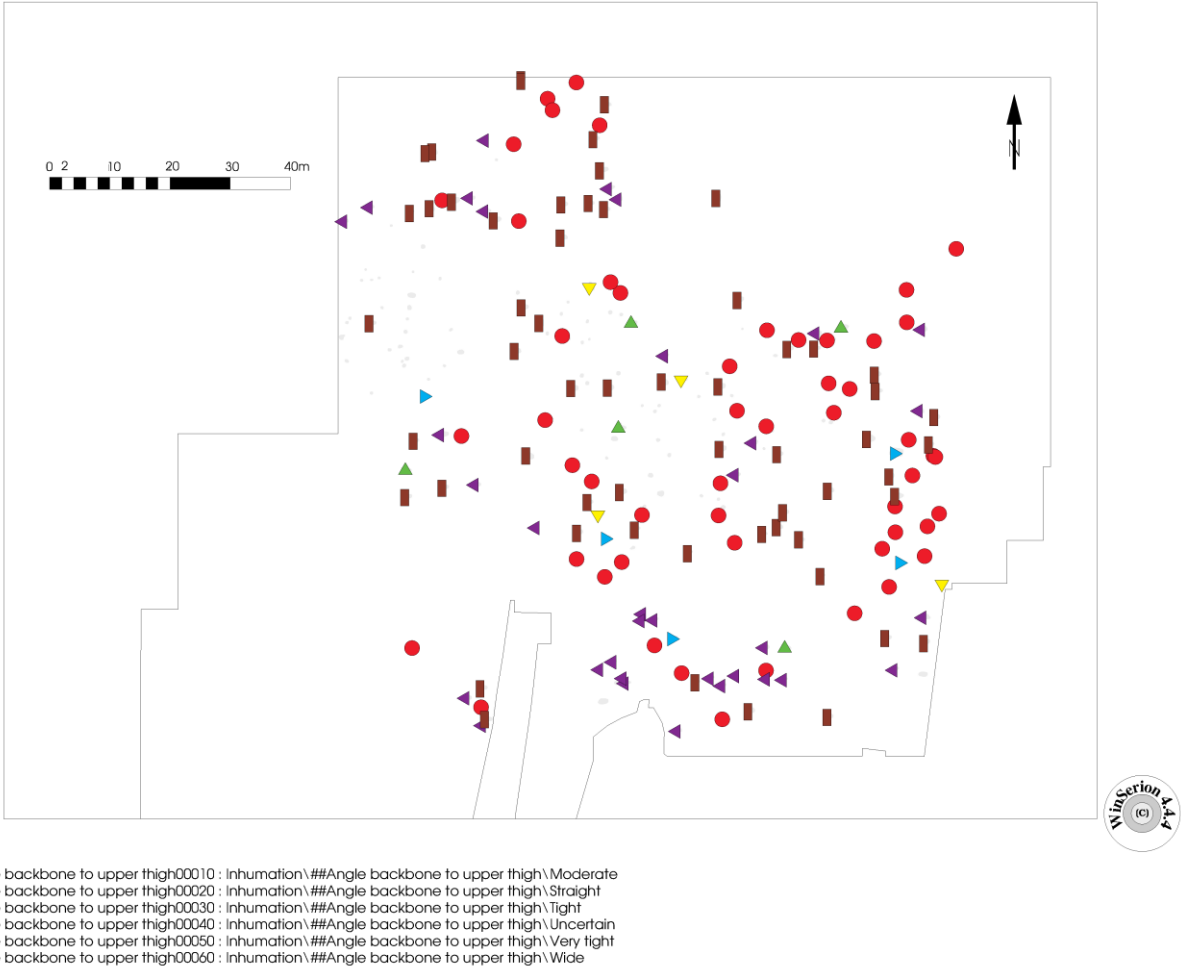 0 2 10 20 30 40m
N
WinSerion 4.4.4
(C)
backbone to upper thigh00010 : Inhumation\##Angle backbone to upper thigh\Moderate
backbone to upper thigh00020 : Inhumation\##Angle backbone to upper thigh\Straight
backbone to upper thigh00030 : Inhumation\##Angle backbone to upper thigh\Tight
backbone to upper thigh00040 : Inhumation\##Angle backbone to upper thigh\Uncertain
backbone to upper thigh00050 : Inhumation\##Angle backbone to upper thigh\Very tight
backbone to upper thigh00060 : Inhumation\##Angle backbone to upper thigh\Wide